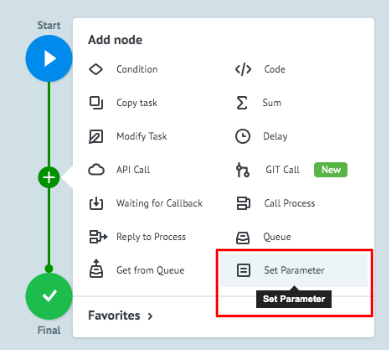 Start
Add node
Condition
</> Code
Copy task
Σ Sum
Modify Task
Delay
API Call
GIT Call New
Waiting for Callback
Call Process
Reply to Process
Queue
Get from Queue
Set Parameter
Set Parameter
Favorites >
Final